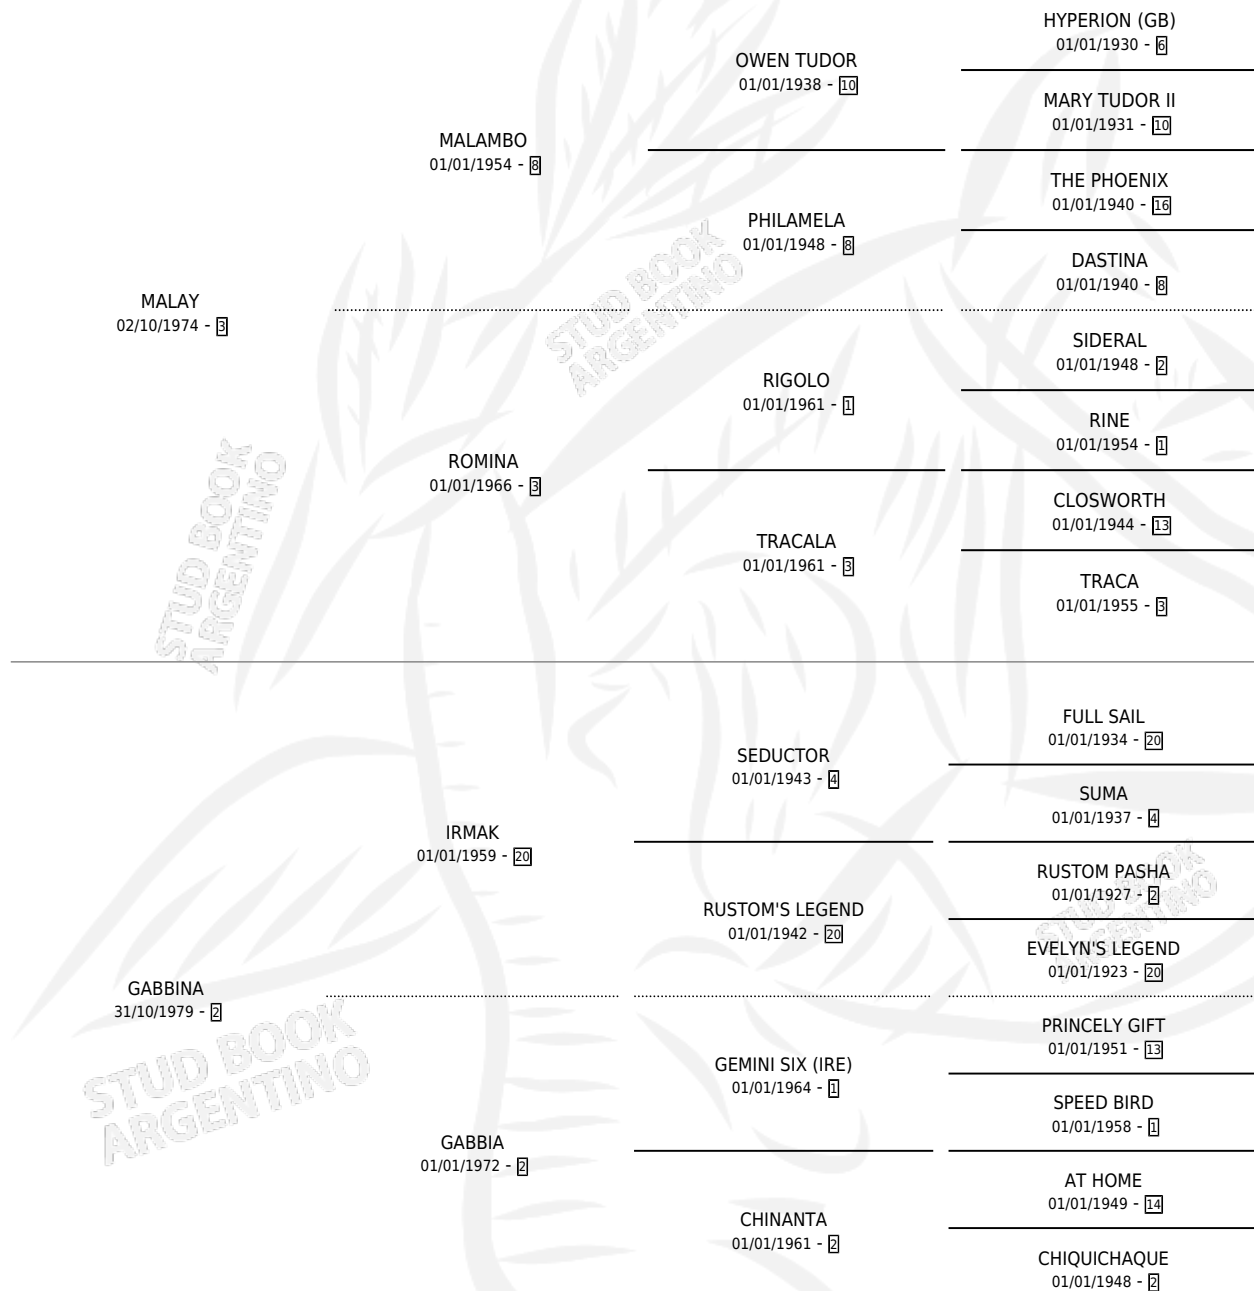 HYPERION (GB)
01/01/1930 - 6
OWEN TUDOR
01/01/1938 - 10
MARY TUDOR II
01/01/1931 - 10
MALAMBO
01/01/1954 - 8
THE PHOENIX
01/01/1940 - 16
PHILAMELA
01/01/1948 - 8
DASTINA
01/01/1940 - 8
MALAY
02/10/1974 - 3
STUD BOOK
ARGENTINO
SIDERAL
01/01/1948 - 2
RIGOLO
01/01/1961 - 1
RINE
01/01/1954 - 1
ROMINA
01/01/1966 - 3
CLOSWORTH
01/01/1944 - 13
TRACALA
01/01/1961 - 3
TRACA
01/01/1955 - 3
STUD BOOK
ARGENTINO
FULL SAIL
01/01/1934 - 20
SEDUCTOR
01/01/1943 - 4
SUMA
01/01/1937 - 4
IRMAK
01/01/1959 - 20
RUSTOM PASHA
01/01/1927 - 2
RUSTOM'S LEGEND
01/01/1942 - 20
EVELYN'S LEGEND
01/01/1923 - 20
STUD BOOK
ARGENTINO
GABBINA
31/10/1979 - 2
PRINCELY GIFT
01/01/1951 - 13
GEMINI SIX (IRE)
01/01/1964 - 1
SPEED BIRD
01/01/1958 - 1
STUD BOOK
ARGENTINO
GABBIA
01/01/1972 - 2
AT HOME
01/01/1949 - 14
CHINANTA
01/01/1961 - 2
CHIQUICHAQUE
01/01/1948 - 2